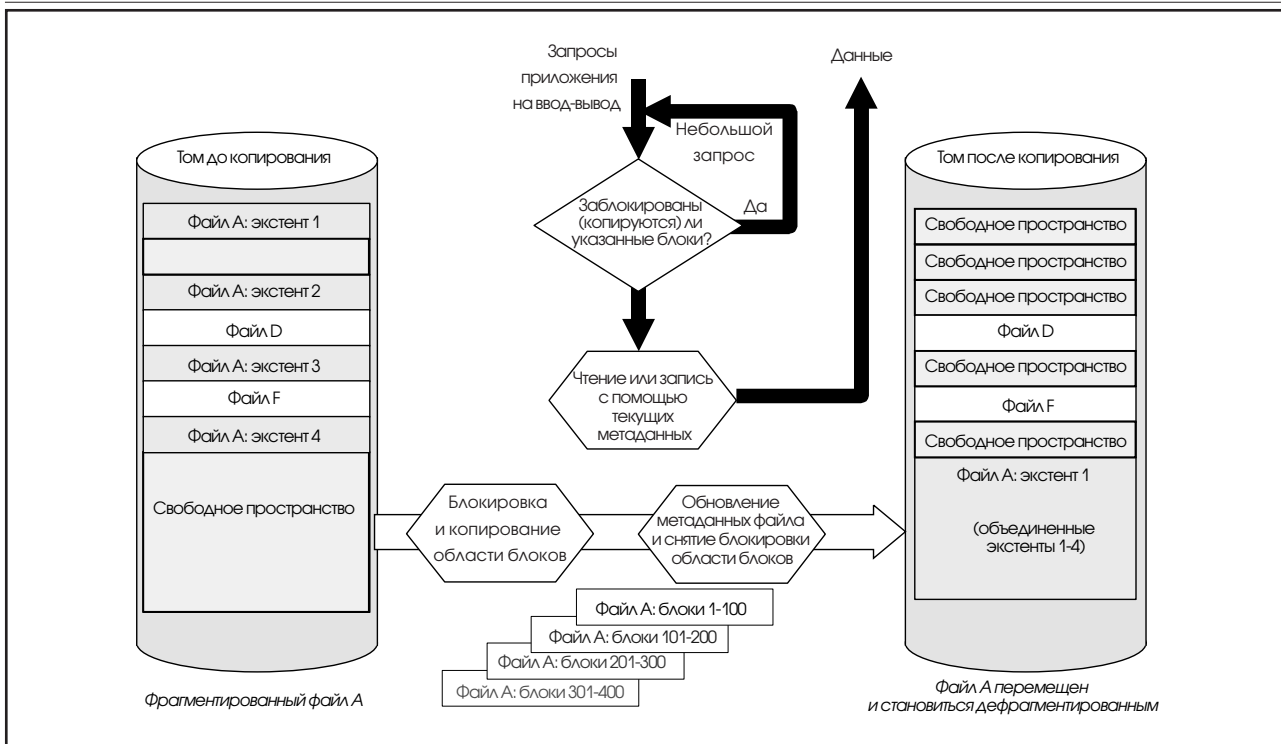 Запросы
приложения
на ввод-вывод
Данные
Небольшой
запрос
Том до копирования
Том после копирования
Заблокированы
(копируются) ли
указанные блоки?
Да
Файл A: экстент 1
Файл A: экстент 2
Файл D
Файл A: экстент 3
Файл F
Файл A: экстент 4
Свободное пространство
Чтение или запись
с помощью
текущих
метаданных
Свободное пространство
Свободное пространство
Свободное пространство
Файл D
Свободное пространство
Файл F
Свободное пространство
Файл A: экстент 1
(объединенные
экстенты 1-4)
Блокировка
и копирование
области блоков
Обновление
метаданных файла
и снятие блокировки
области блоков
Файл A: блоки 1-100
Файл A: блоки 101-200
Файл A: блоки 201-300
Файл A: блоки 301-400
Фрагментированный файл A
Файл A перемещен
и становиться дефрагментированным